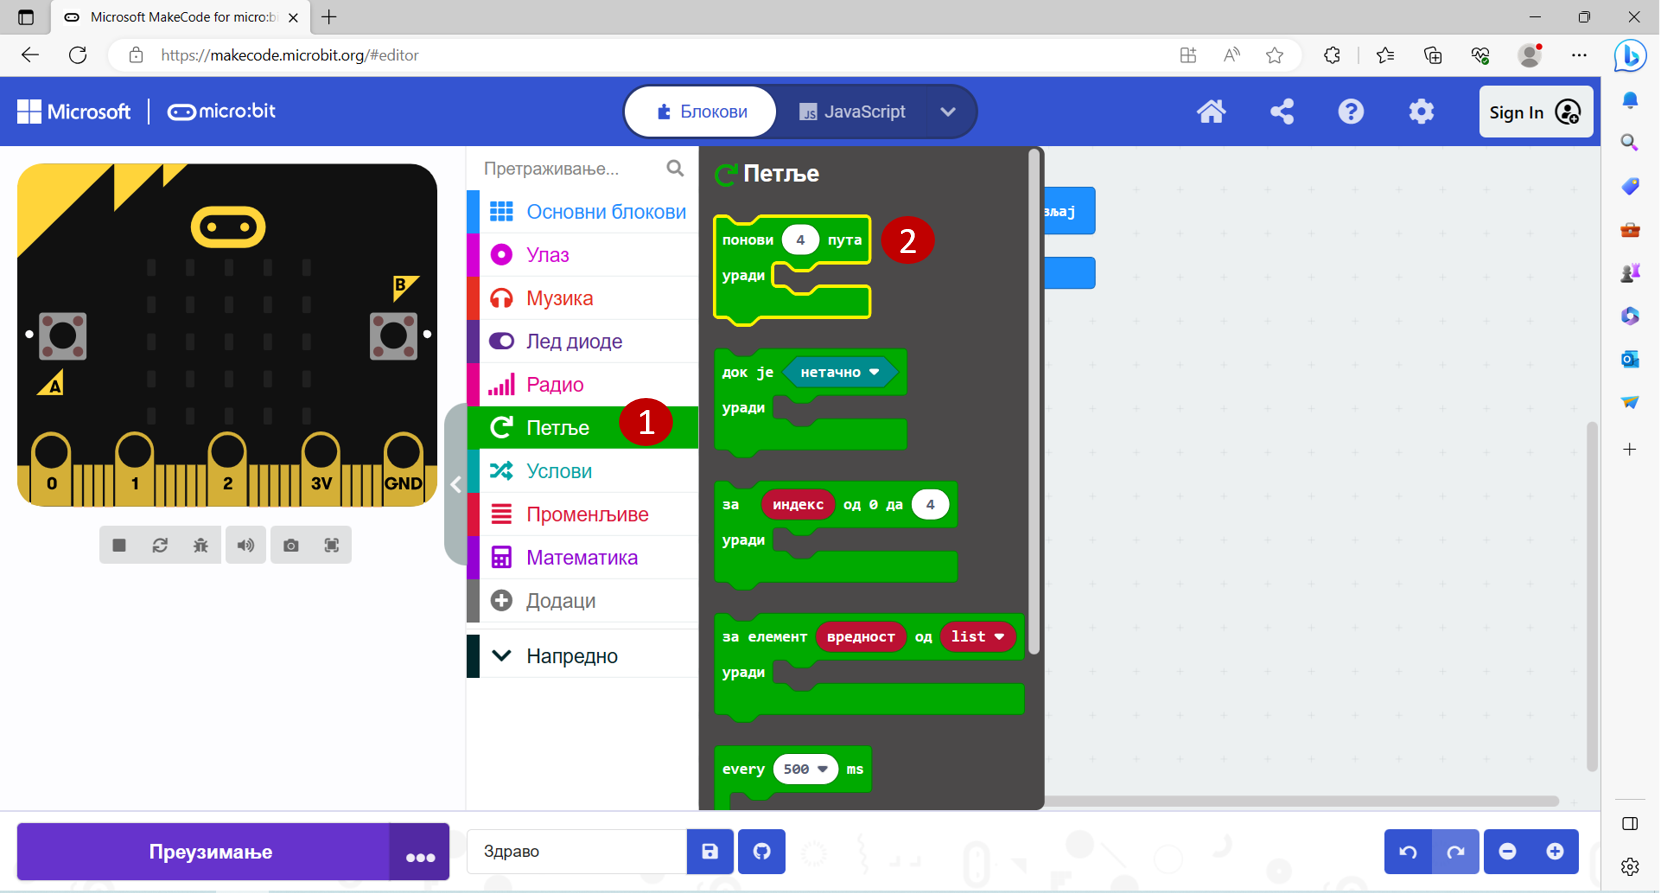 Microsoft MakeCode for micro:bi
https://makecode.microbit.org/#editor
Microsoft
micro:bit
Блокови
JS JavaScript
Sign In
Претраживање...
Основни блокови
Улаз
Музика
Лед диоде
Радио
Петље
1
Услови
Променљиве
Математика
Додаци
Напредно
Петље
понови 4 пута
2
уради
док је нетачно
уради
за индекс од 0 да 4
уради
за елемент вредност од list
уради
every 500 ms
вљај
B
A
0 1 2 3V GND
Преузимање
Здраво